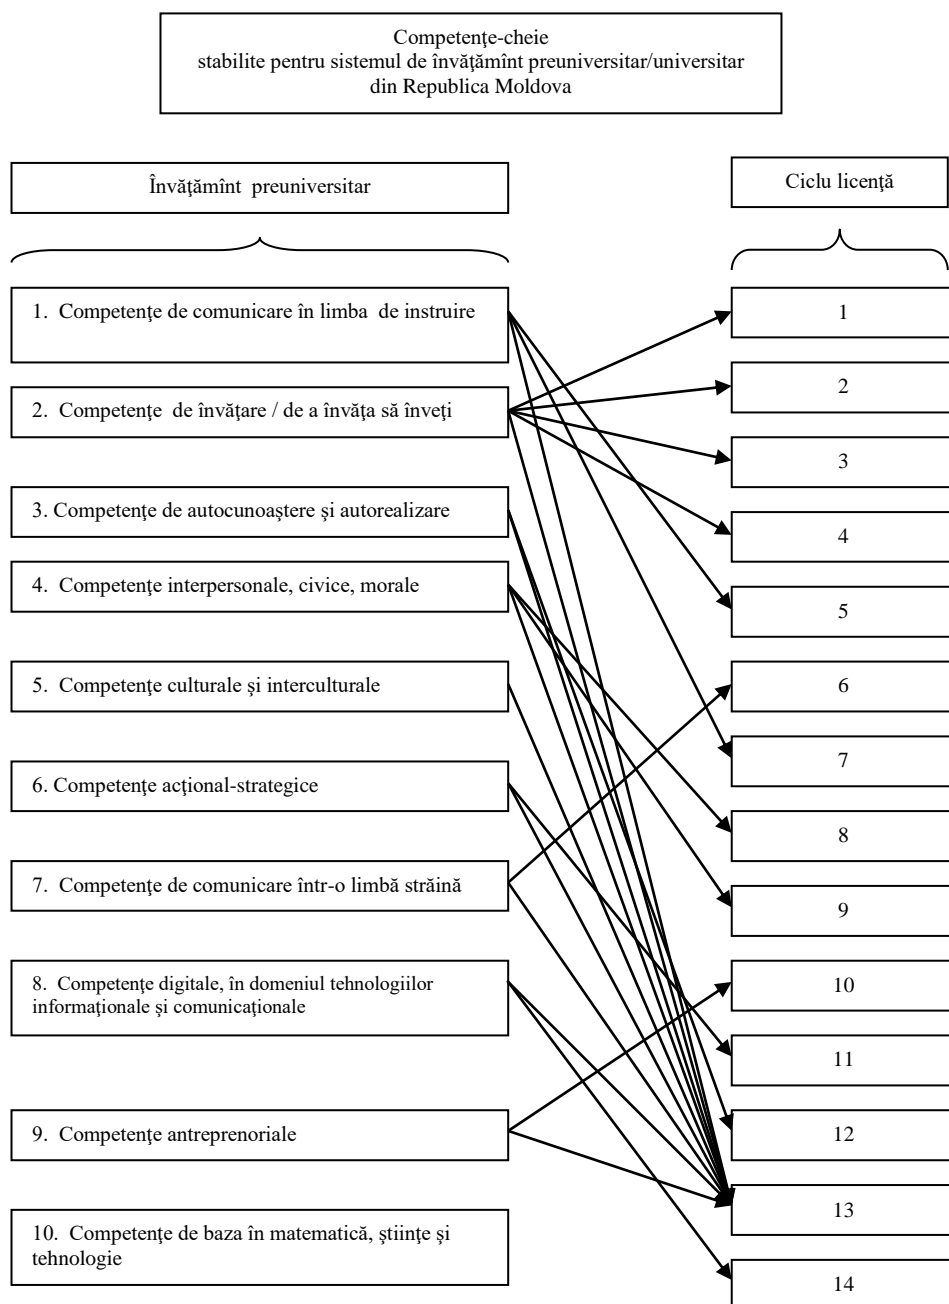 Competenţe-cheie
stabilite pentru sistemul de învăţămînt preuniversitar/universitar
din Republica Moldova
Învăţămînt preuniversitar
Ciclu licenţă
1. Competenţe de comunicare în limba de instruire
2. Competenţe de învăţare / de a învăţa să înveţi
3. Competenţe de autocunoaştere şi autorealizare
4. Competenţe interpersonale, civice, morale
5. Competenţe culturale şi interculturale
6. Competenţe acţional-strategice
7. Competenţe de comunicare într-o limbă străină
8. Competenţe digitale, în domeniul tehnologiilor
informaţionale şi comunicaţionale
9. Competenţe antreprenoriale
10. Competenţe de baza în matematică, ştiinţe şi
tehnologie
1
2
3
4
5
6
7
8
9
10
11
12
13
14